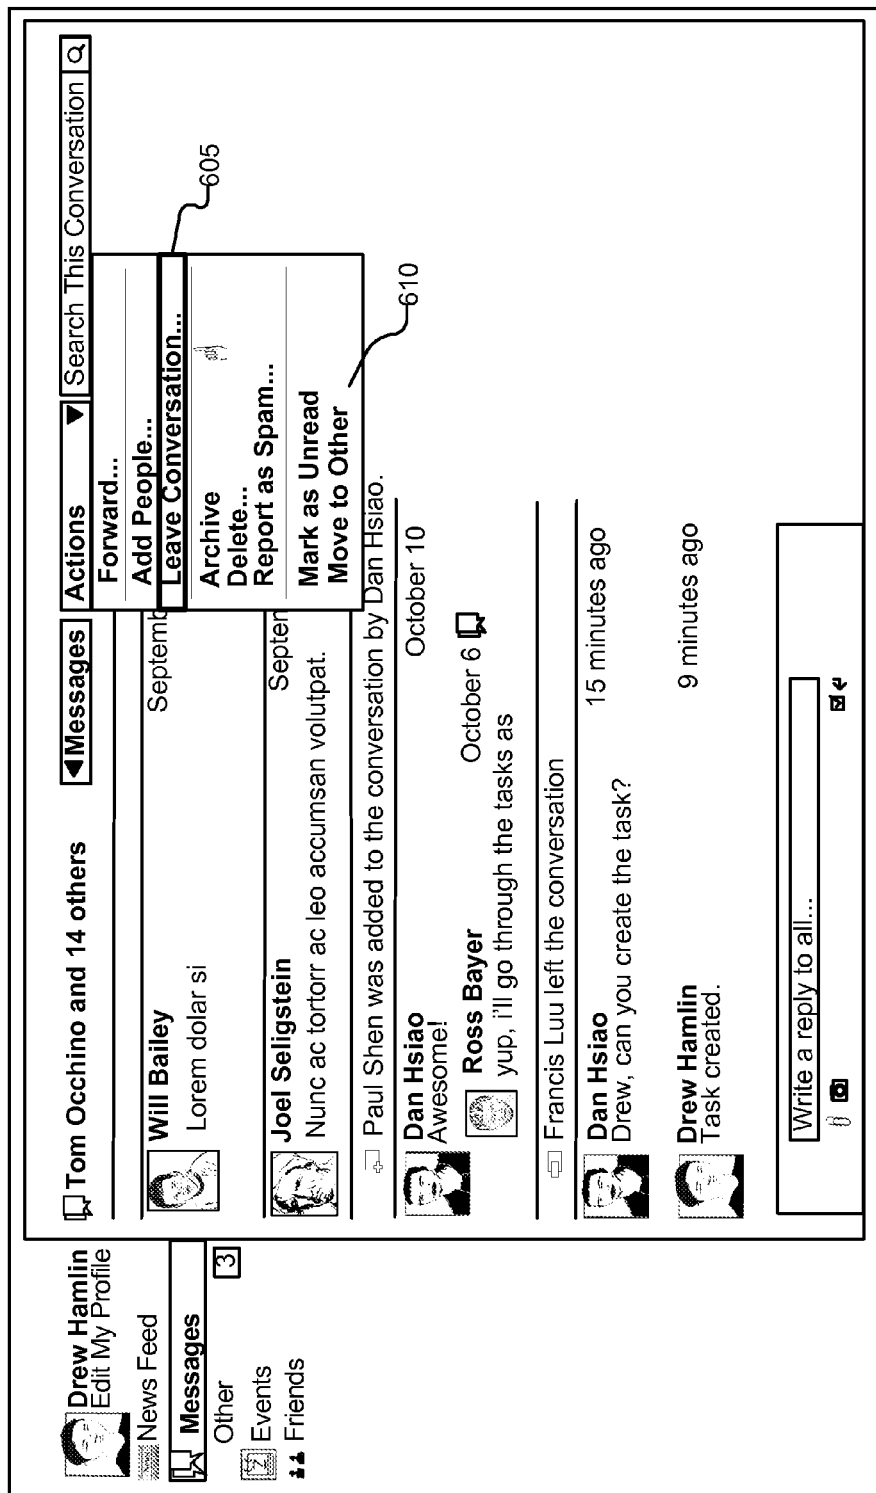 Drew Hamlin
Edit My Profile
News Feed
Messages
Other 3
Events
Friends
Tom Occhino and 14 others
Messages
Actions
Search This Conversation
Forward...
Add People...
Leave Conversation...
Archive
Delete...
Report as Spam...
Mark as Unread
Move to Other
605
610
Will Bailey Septemb
Lorem dolar si
Joel Seligstein Septen
Nunc ac tortorr ac leo accumsan volutpat.
Paul Shen was added to the conversation by Dan Hsiao.
Dan Hsiao October 10
Awesome!
Ross Bayer October 6
yup, i'll go through the tasks as
Francis Luu left the conversation
Dan Hsiao 15 minutes ago
Drew, can you create the task?
Drew Hamlin 9 minutes ago
Task created.
Write a reply to all...